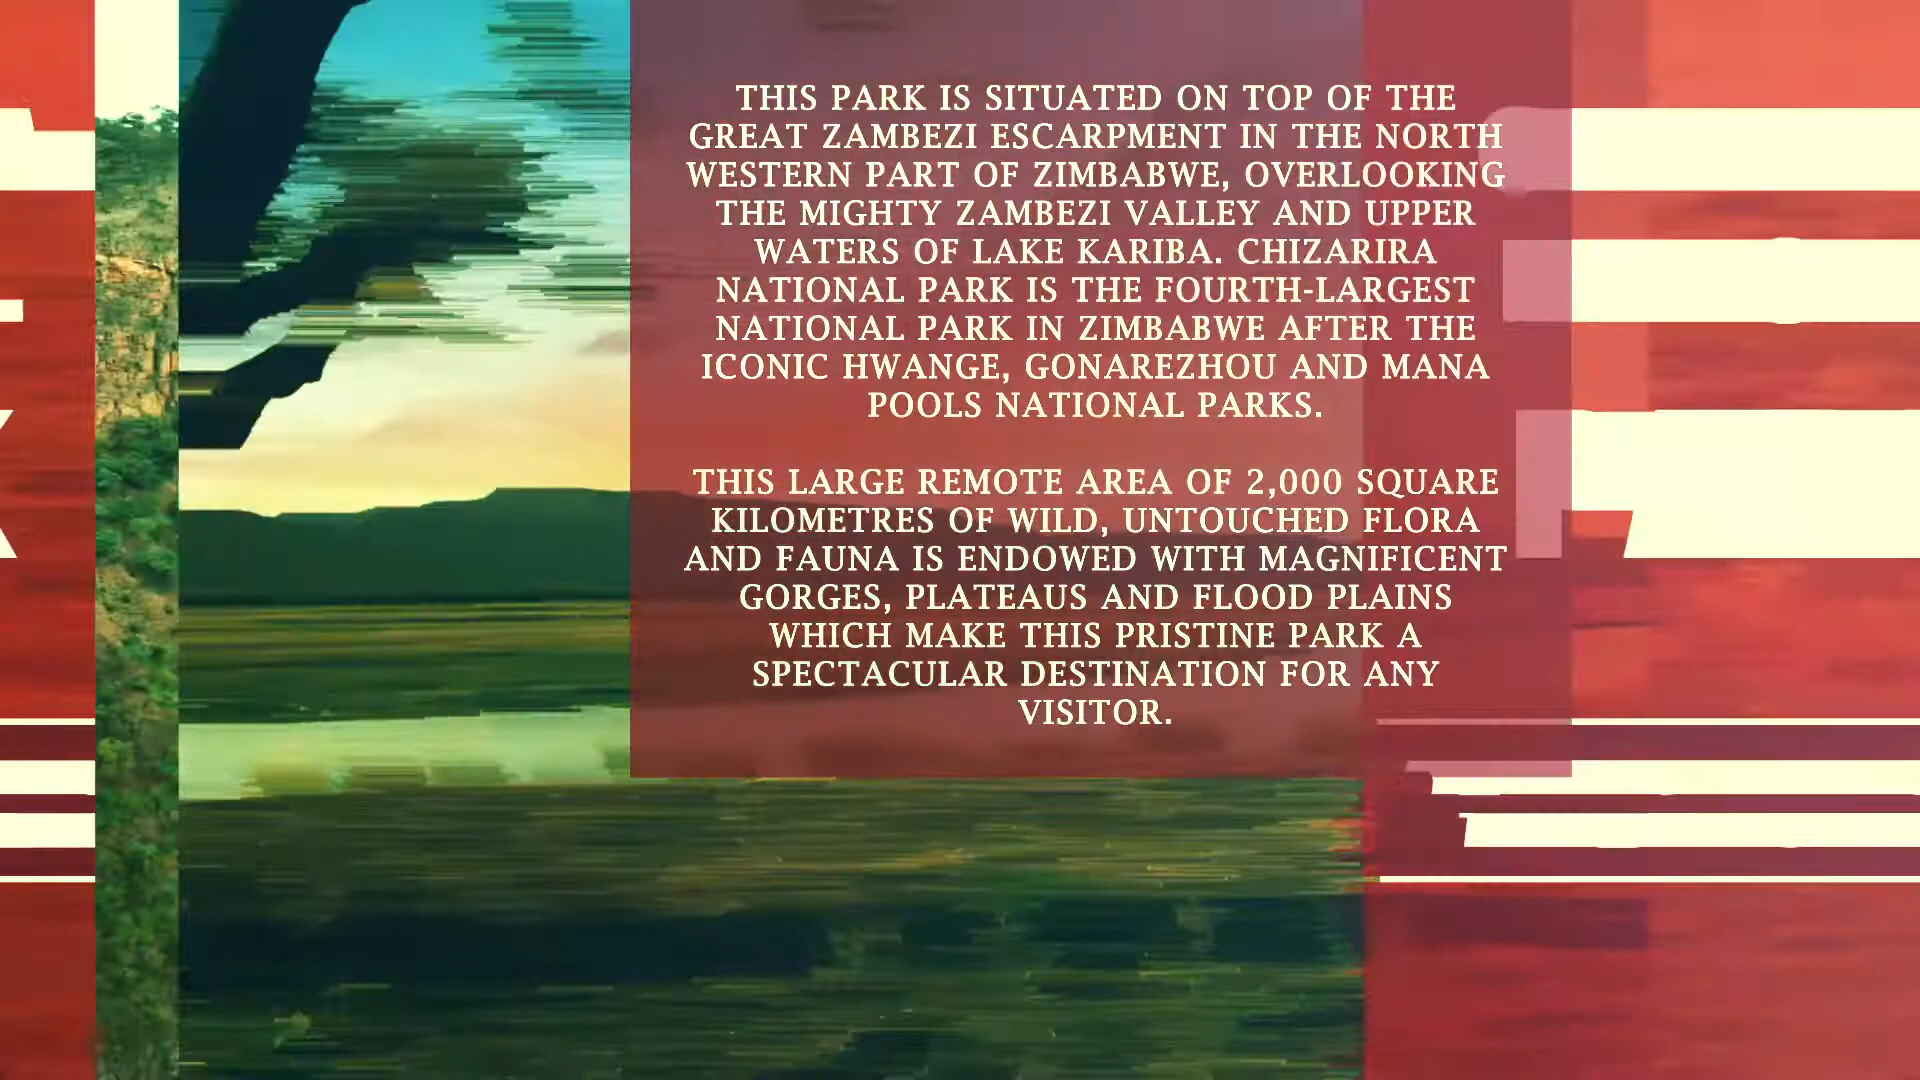 THIS PARK IS SITUATED ON TOP OF THE
GREAT ZAMBEZI ESCARPMENT IN THE NORTH
WESTERN PART OF ZIMBABWE, OVERLOOKING
THE MIGHTY ZAMBEZI VALLEY AND UPPER
WATERS OF LAKE KARIBA. CHIZARIRA
NATIONAL PARK IS THE FOURTH-LARGEST
NATIONAL PARK IN ZIMBABWE AFTER THE
ICONIC HWANGE, GONAREZHOU AND MANA
POOLS NATIONAL PARKS.
THIS LARGE REMOTE AREA OF 2,000 SQUARE
KILOMETRES OF WILD, UNTOUCHED FLORA
AND FAUNA IS ENDOWED WITH MAGNIFICENT
GORGES, PLATEAUS AND FLOOD PLAINS
WHICH MAKE THIS PRISTINE PARK A
SPECTACULAR DESTINATION FOR ANY
VISITOR.